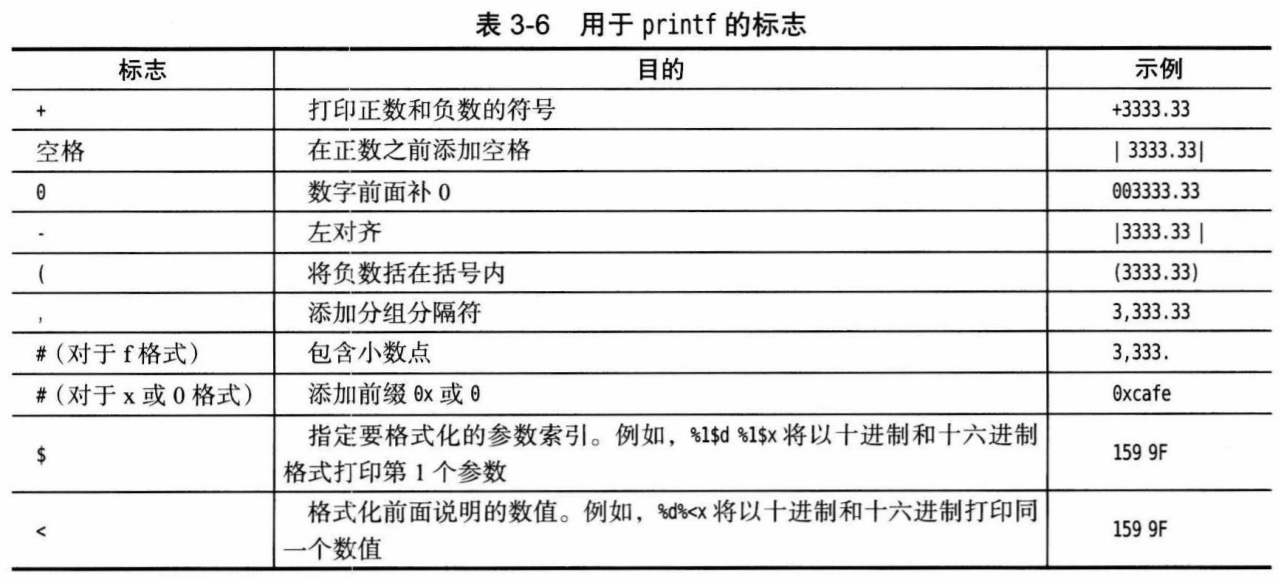 表 3-6 用于 printf 的标志
标志 目的 示例
+ 打印正数和负数的符号 +3333.33
空格 在正数之前添加空格 | 3333.33|
0 数字前面补 0 003333.33
- 左对齐 |3333.33 |
( 将负数括在括号内 (3333.33)
, 添加分组分隔符 3,333.33
# (对于 f 格式) 包含小数点 3,333.
# (对于 x 或 0 格式) 添加前缀 0x 或 0 0xcafe
$ 指定要格式化的参数索引。例如，%1$d %1$x 将以十进制和十六进制
格式打印第 1 个参数 159 9F
< 格式化前面说明的数值。例如，%d%<x 将以十进制和十六进制打印同
一个数值 159 9F